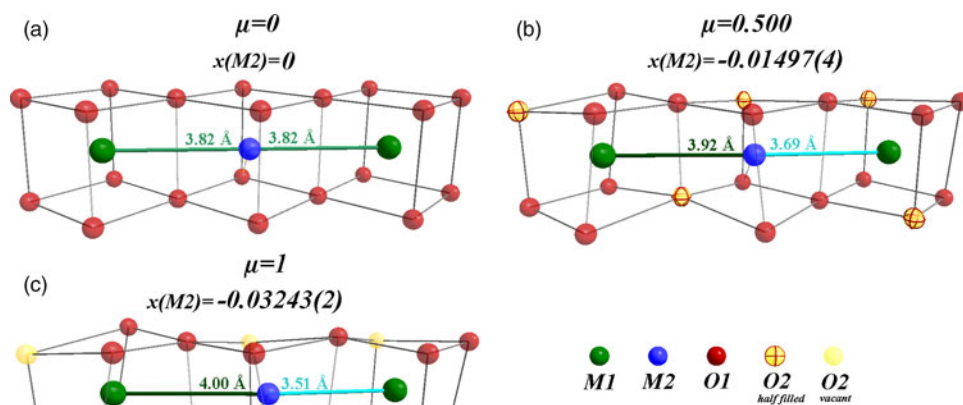 (a)
μ=0
x(M2)=0
3.82 Å 3.82 Å
(b)
μ=0.500
x(M2)=-0.01497(4)
3.92 Å 3.69 Å
(c)
μ=1
x(M2)=-0.03243(2)
4.00 Å 3.51 Å
M1 M2 O1 O2 O2
half filled vacant